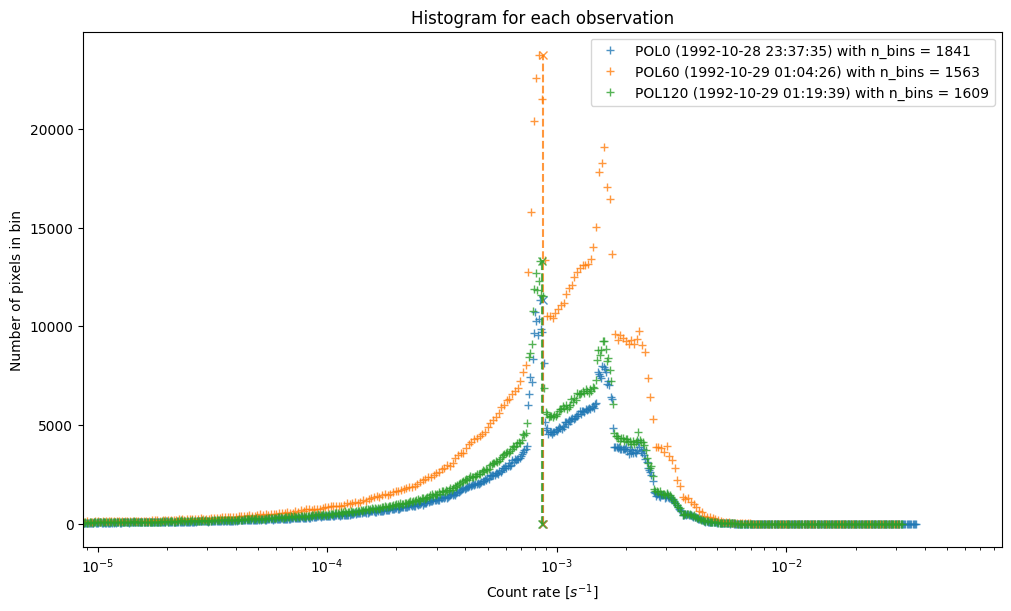 Histogram for each observation
POL0 (1992-10-28 23:37:35) with n_bins = 1841
POL60 (1992-10-29 01:04:26) with n_bins = 1563
POL120 (1992-10-29 01:19:39) with n_bins = 1609
Number of pixels in bin
20000
15000
10000
5000
0
10⁻⁵ 10⁻⁴ 10⁻³ 10⁻²
Count rate [s⁻¹]